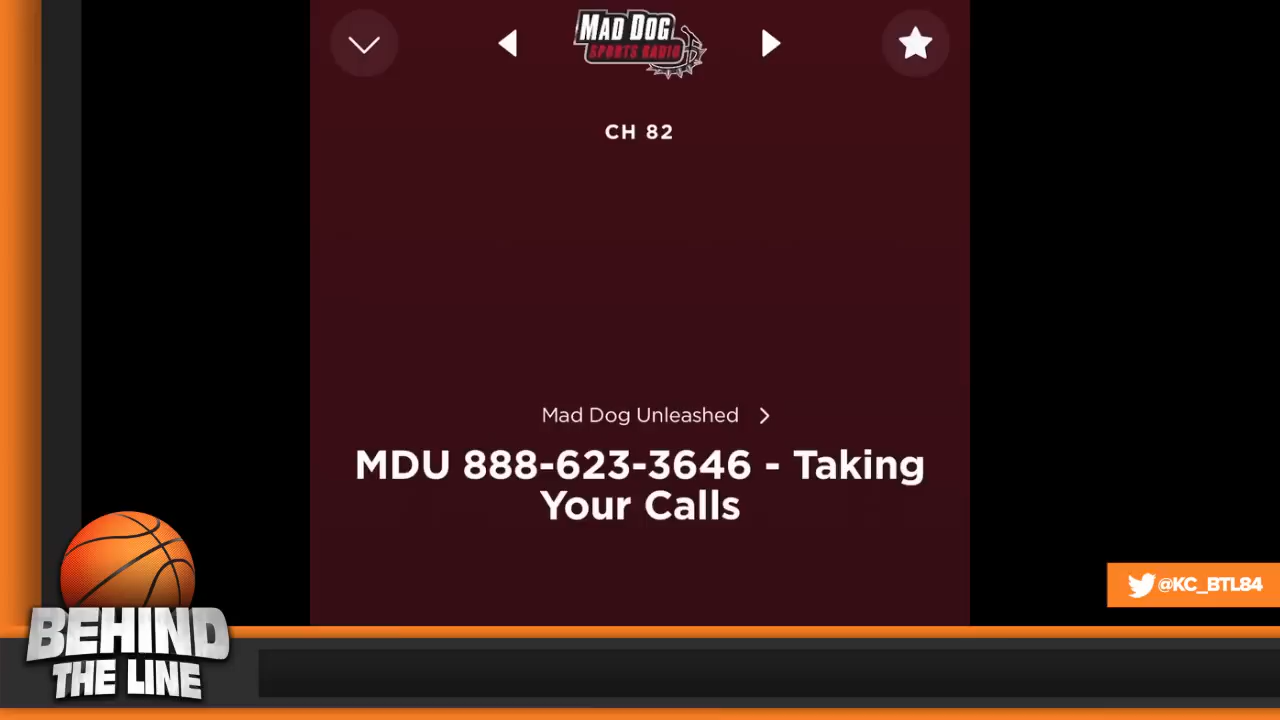 MAD DOG
SPORTS RADIO
CH 82
Mad Dog Unleashed
MDU 888-623-3646 - Taking
Your Calls
@KC_BTL84
BEHIND
THE LINE